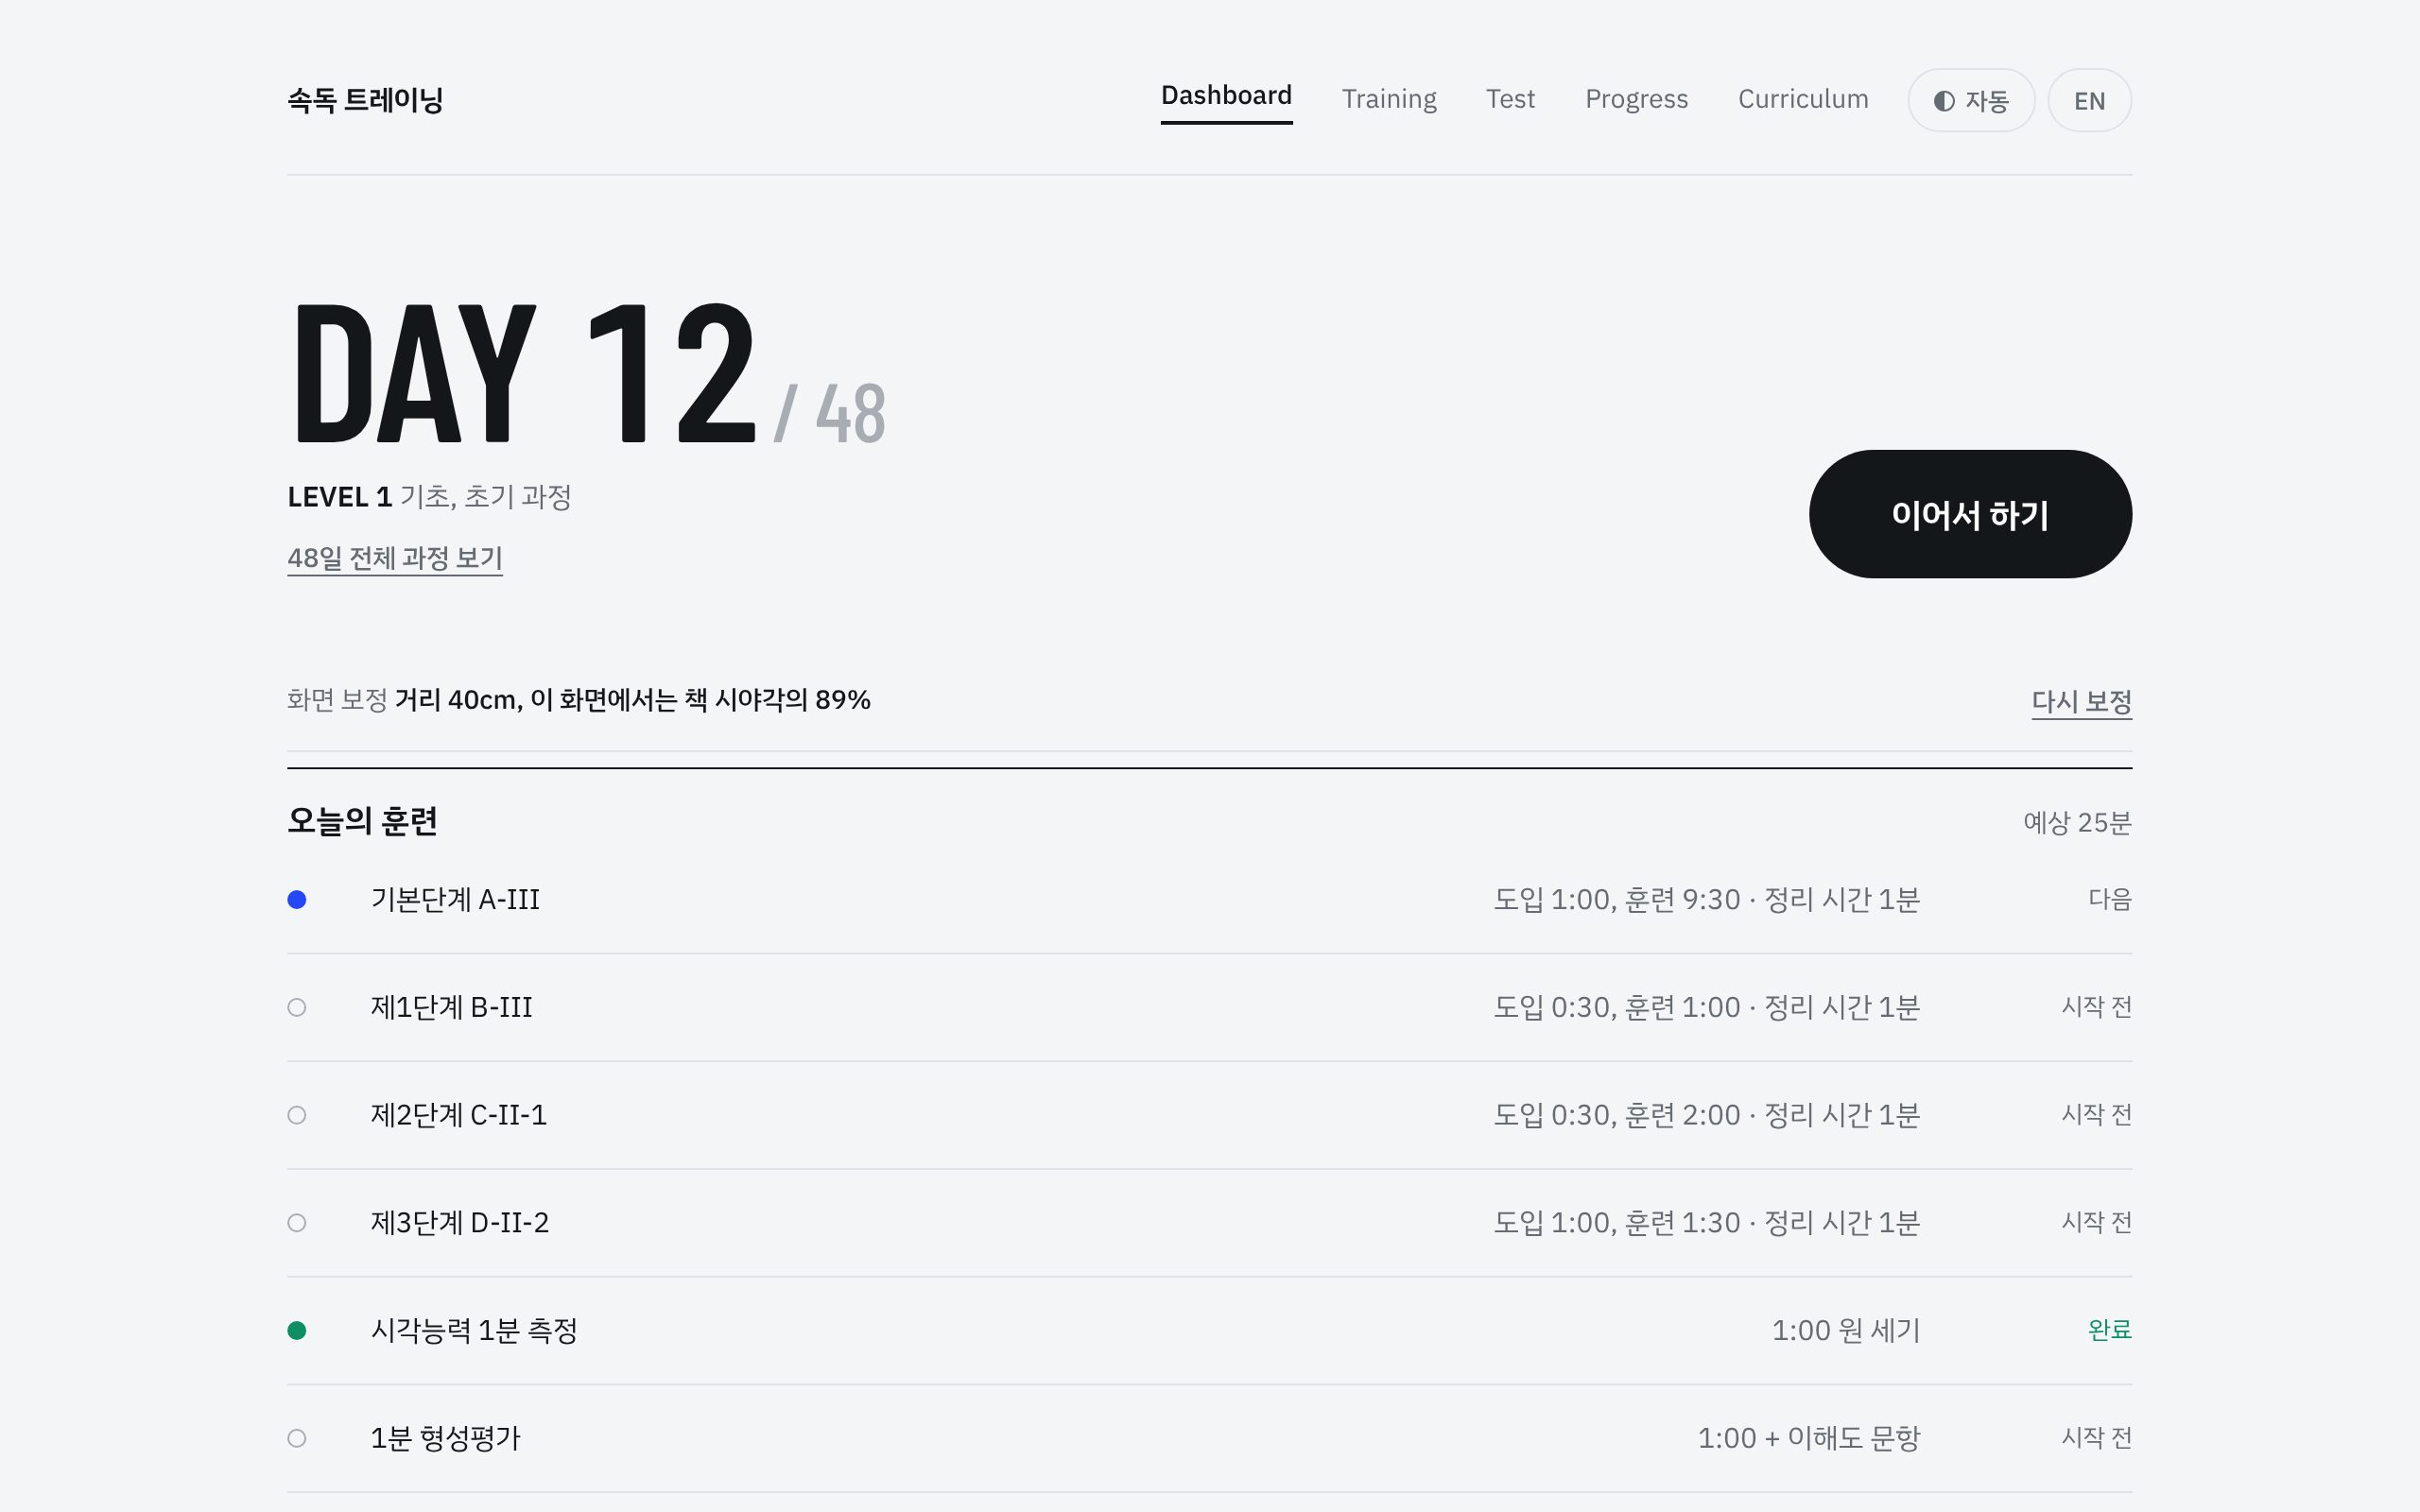 속독 트레이닝
Dashboard Training Test Progress Curriculum 자동 EN
DAY 12 / 48
LEVEL 1 기초, 초기 과정
48일 전체 과정 보기
이어서 하기
화면 보정 거리 40cm, 이 화면에서는 책 시야각의 89%
다시 보정
오늘의 훈련
예상 25분
기본단계 A-III 도입 1:00, 훈련 9:30 · 정리 시간 1분 다음
제1단계 B-III 도입 0:30, 훈련 1:00 · 정리 시간 1분 시작 전
제2단계 C-II-1 도입 0:30, 훈련 2:00 · 정리 시간 1분 시작 전
제3단계 D-II-2 도입 1:00, 훈련 1:30 · 정리 시간 1분 시작 전
시각능력 1분 측정 1:00 원 세기 완료
1분 형성평가 1:00 + 이해도 문항 시작 전